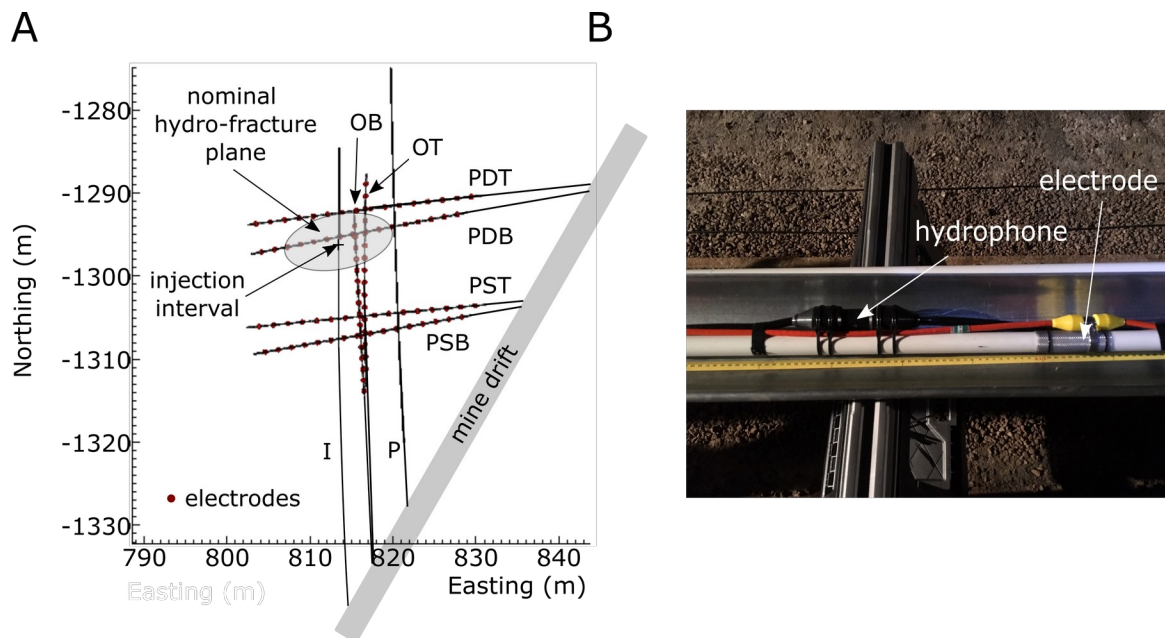 A
B
nominal
hydro-fracture
plane
OB
OT
PDT
PDB
injection
interval
PST
PSB
I
P
mine drift
electrodes
Northing (m)
-1280
-1290
-1300
-1310
-1320
-1330
790
800
810
820
830
840
Easting (m)
Easting (m)
hydrophone
electrode